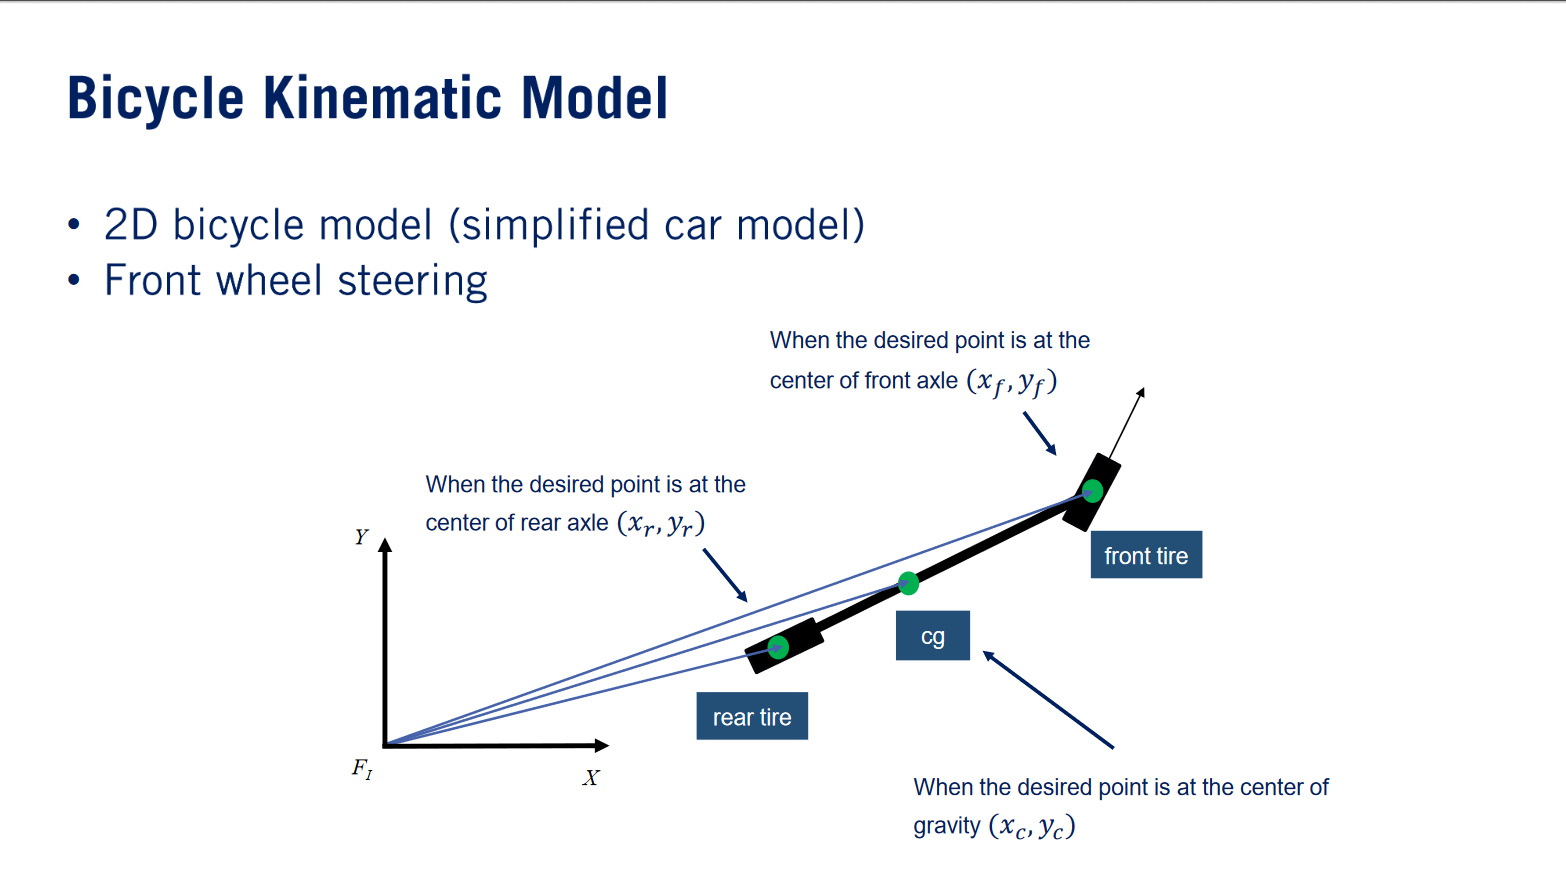 Bicycle Kinematic Model
• 2D bicycle model (simplified car model)
• Front wheel steering
When the desired point is at the
center of front axle (x_f, y_f)
When the desired point is at the
center of rear axle (x_r, y_r)
Y
front tire
cg
rear tire
F_I
X
When the desired point is at the center of
gravity (x_c, y_c)